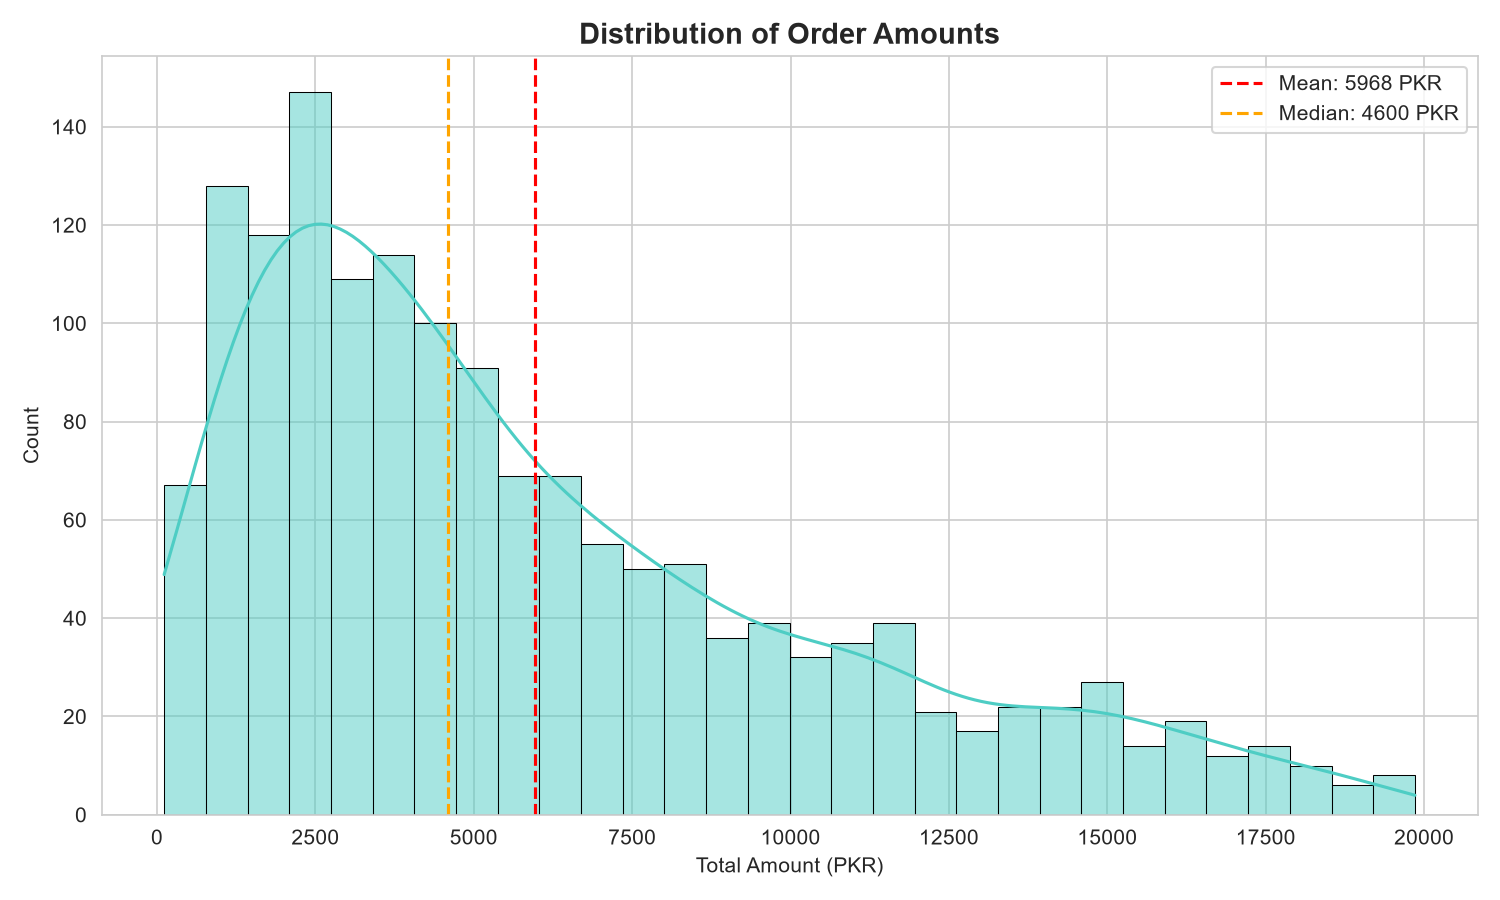 Distribution of Order Amounts
Mean: 5968 PKR
Median: 4600 PKR
140
120
100
80
60
40
20
0
Count
0 2500 5000 7500 10000 12500 15000 17500 20000
Total Amount (PKR)